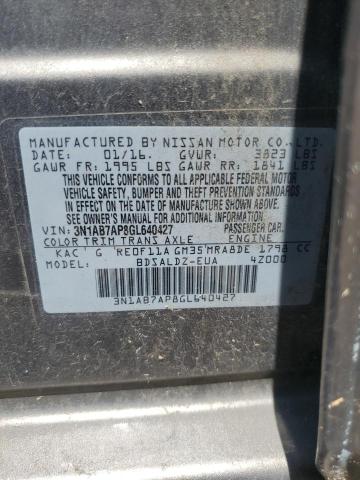 MANUFACTURED BY NISSAN MOTOR CO.,LTD.
DATE: 01/16. GVWR: 3823 LBS
GAWR FR: 1995 LBS GAWR RR: 1841 LBS
THIS VEHICLE CONFORMS TO ALL APPLICABLE FEDERAL MOTOR
VEHICLE SAFETY, BUMPER, AND THEFT PREVENTION STANDARDS
IN EFFECT ON THE DATE OF MANUFACTURE SHOWN ABOVE.
SEE OWNER'S MANUAL FOR ADDITIONAL INFORMATION
VIN: 3N1AB7AP8GL640427 PASSENGER CAR
COLOR TRIM TRANS AXLE ENGINE
KAC G RE0F11A GM35 MRA8DE 1798 CC
MODEL: BDSALDZ-EUA 4Z000
3N1AB7AP8GL640427